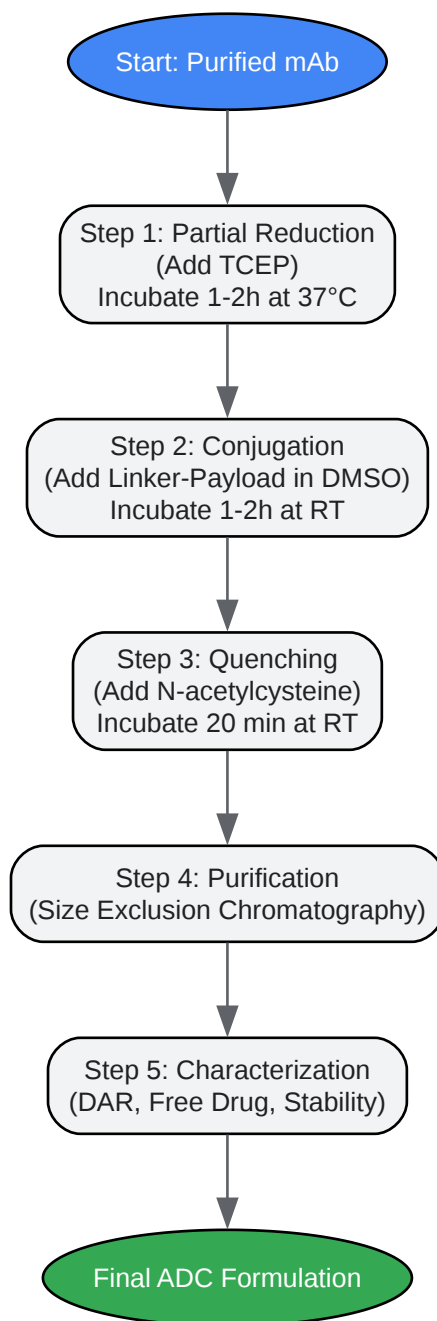 Start: Purified mAb
Step 1: Partial Reduction
(Add TCEP)
Incubate 1-2h at 37°C
Step 2: Conjugation
(Add Linker-Payload in DMSO)
Incubate 1-2h at RT
Step 3: Quenching
(Add N-acetylcysteine)
Incubate 20 min at RT
Step 4: Purification
(Size Exclusion Chromatography)
Step 5: Characterization
(DAR, Free Drug, Stability)
Final ADC Formulation